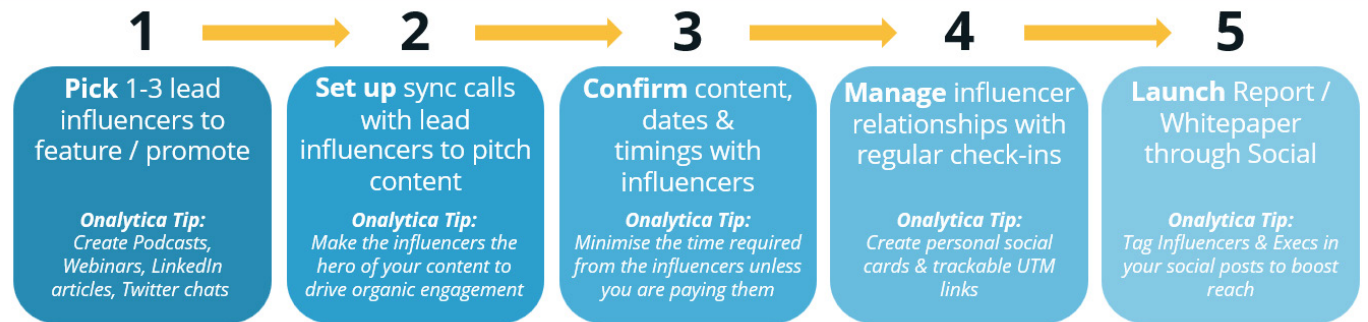 1
2
3
4
5
Pick 1-3 lead
influencers to
feature / promote
Onalytica Tip:
Create Podcasts,
Webinars, LinkedIn
articles, Twitter chats
Set up sync calls
with lead
influencers to pitch
content
Onalytica Tip:
Make the influencers the
hero of your content to
drive organic engagement
Confirm content,
dates &
timings with
influencers
Onalytica Tip:
Minimise the time required
from the influencers unless
you are paying them
Manage influencer
relationships with
regular check-ins
Onalytica Tip:
Create personal social
cards & trackable UTM
links
Launch Report /
Whitepaper
through Social
Onalytica Tip:
Tag Influencers & Execs in
your social posts to boost
reach